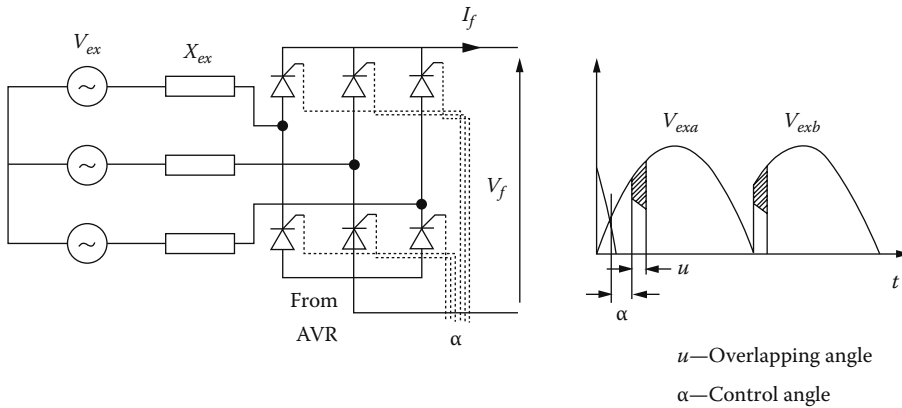 V_ex
X_ex
I_f
V_f
~
~
~
From
AVR
α
V_exa
V_exb
t
u
α
u—Overlapping angle
α—Control angle